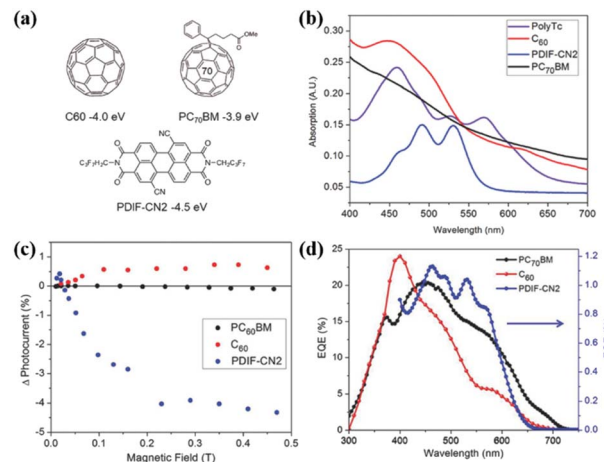 (a)
OMe
O
70
C60 -4.0 eV
PC70BM -3.9 eV
CN
O
O
C3F7H2C-N
N-CH2C3F7
O
O
CN
PDIF-CN2 -4.5 eV
(b)
PolyTc
C60
PDIF-CN2
PC70BM
Absorption (A.U.)
0.30
0.25
0.20
0.15
0.10
0.05
400 450 500 550 600 650 700
Wavelength (nm)
(c)
Δ Photocurrent (%)
1
0
-1
-2
-3
-4
-5
PC60BM
C60
PDIF-CN2
0.0 0.1 0.2 0.3 0.4 0.5
Magnetic Field (T)
(d)
PC70BM
C60
PDIF-CN2
EQE (%)
25
20
15
10
5
0
1.2
1.0
0.8
0.6
0.4
0.2
0.0
300 400 500 600 700
Wavelength (nm)